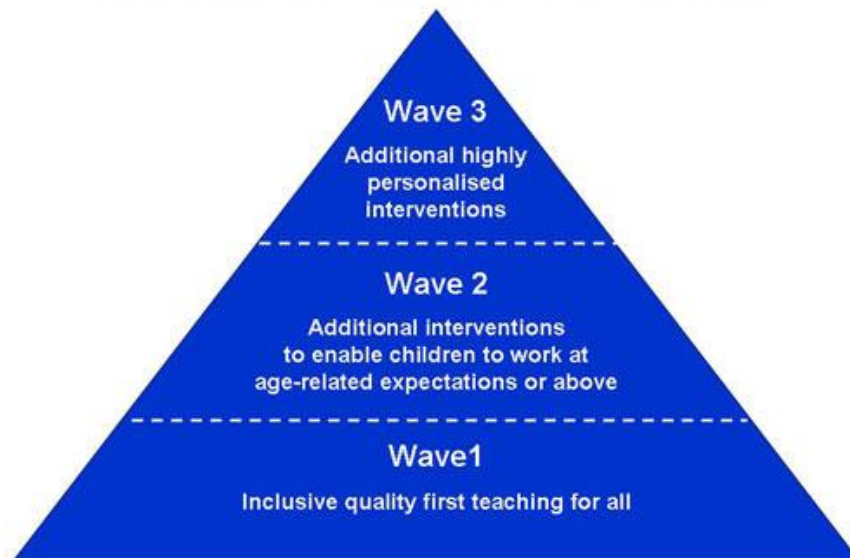 Wave 3
Additional highly
personalised
interventions
Wave 2
Additional interventions
to enable children to work at
age-related expectations or above
Wave1
Inclusive quality first teaching for all